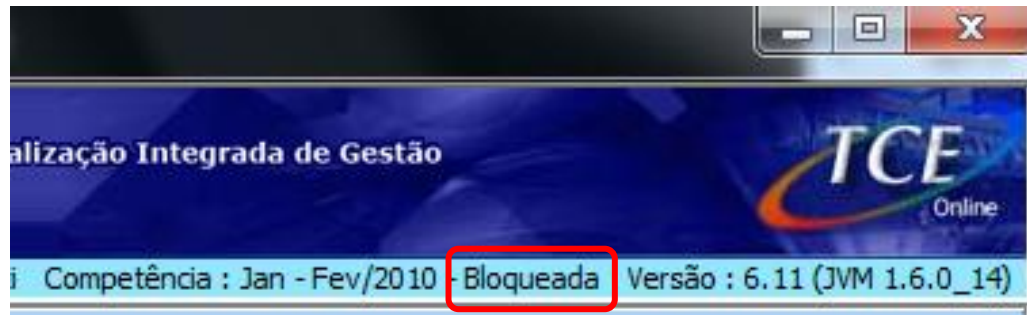 alização Integrada de Gestão
TCE
Online
Competência : Jan - Fev/2010 - Bloqueada Versão : 6.11 (JVM 1.6.0_14)